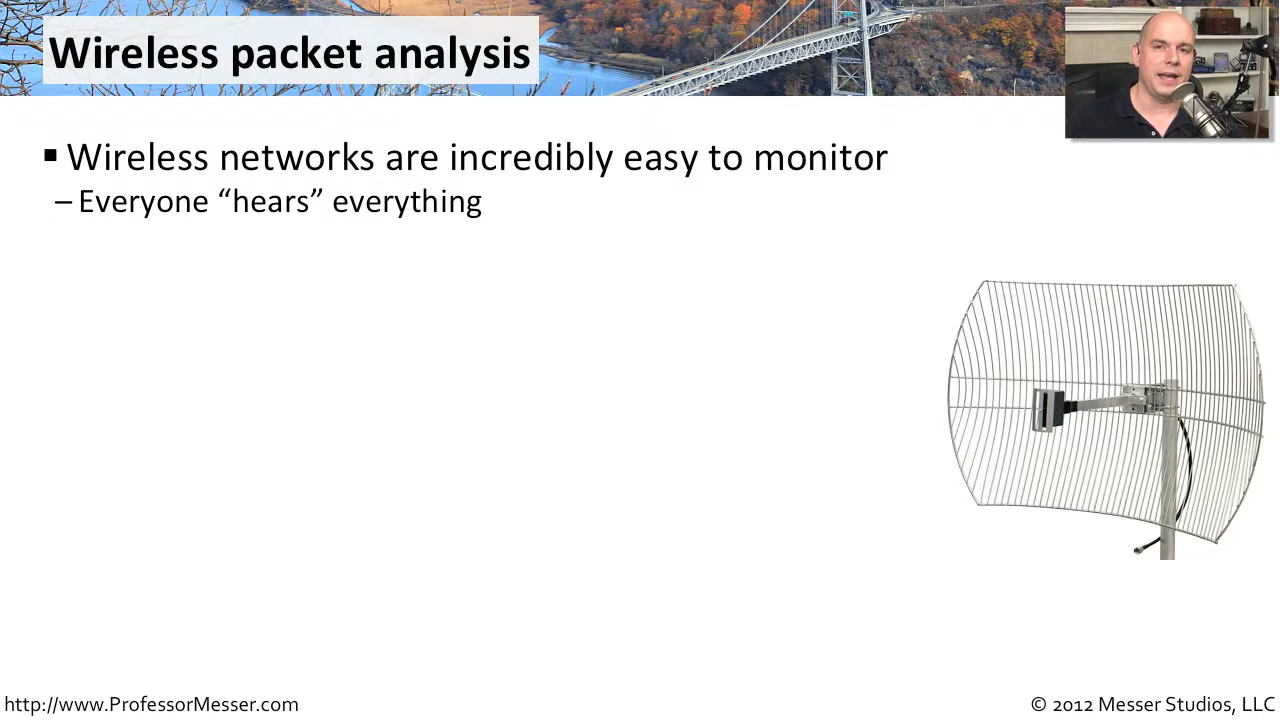 Wireless packet analysis
▪ Wireless networks are incredibly easy to monitor
– Everyone “hears” everything
http://www.ProfessorMesser.com
© 2012 Messer Studios, LLC